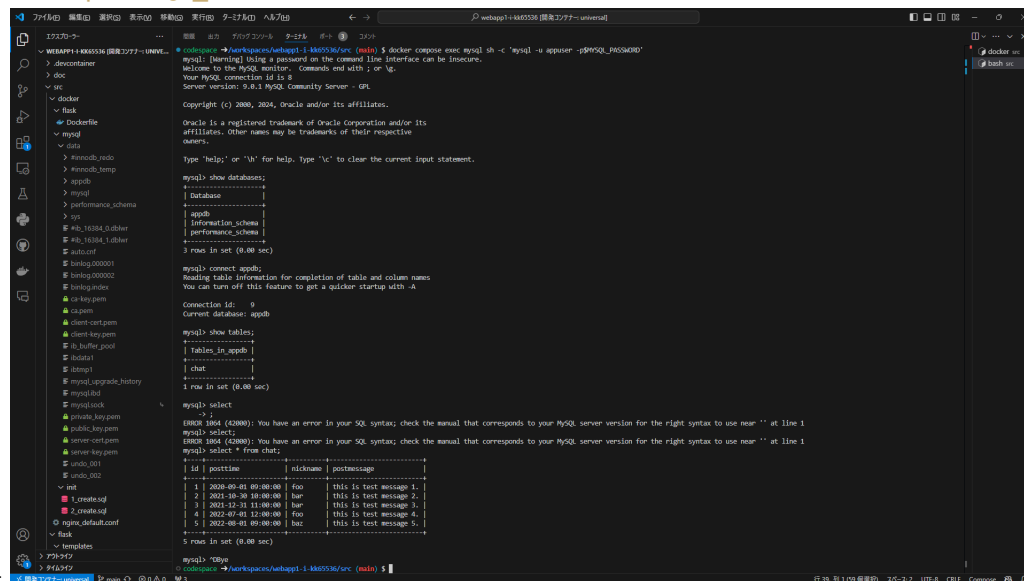 ファイル(F) 編集(E) 選択(S) 表示(V) 移動(G) 実行(R) ターミナル(T) ヘルプ(H)
webapp1-i-kk65536 [開発コンテナー: universal]
エクスプローラー
問題 出力 デバッグ コンソール ターミナル ポート 3 コメント
WEBAPP1-I-KK65536 [開発コンテナー: UNIVE...
.devcontainer
doc
src
docker
flask
Dockerfile
mysql
data
#innodb_redo
#innodb_temp
appdb
mysql
performance_schema
sys
#ib_16384_0.dblwr
#ib_16384_1.dblwr
auto.cnf
binlog.000001
binlog.000002
binlog.index
ca-key.pem
ca.pem
client-cert.pem
client-key.pem
ib_buffer_pool
ibdata1
ibtmp1
mysql_upgrade_history
mysql.ibd
mysql.sock
private_key.pem
public_key.pem
server-cert.pem
server-key.pem
undo_001
undo_002
init
1_create.sql
2_create.sql
nginx_default.conf
flask
templates
アウトライン
タイムライン
codespace ➜ /workspaces/webapp1-i-kk65536/src (main) $ docker compose exec mysql sh -c 'mysql -u appuser -p$MYSQL_PASSWORD'
mysql: [Warning] Using a password on the command line interface can be insecure.
Welcome to the MySQL monitor.  Commands end with ; or \g.
Your MySQL connection id is 8
Server version: 9.0.1 MySQL Community Server - GPL
Copyright (c) 2000, 2024, Oracle and/or its affiliates.
Oracle is a registered trademark of Oracle Corporation and/or its
affiliates. Other names may be trademarks of their respective
owners.
Type 'help;' or '\h' for help. Type '\c' to clear the current input statement.
mysql> show databases;
+--------------------+
| Database           |
+--------------------+
| appdb              |
| information_schema |
| performance_schema |
+--------------------+
3 rows in set (0.00 sec)
mysql> connect appdb;
Reading table information for completion of table and column names
You can turn off this feature to get a quicker startup with -A
Connection id:    9
Current database: appdb
mysql> show tables;
+-----------------+
| Tables_in_appdb |
+-----------------+
| chat            |
+-----------------+
1 row in set (0.00 sec)
mysql> select
    -> ;
ERROR 1064 (42000): You have an error in your SQL syntax; check the manual that corresponds to your MySQL server version for the right syntax to use near '' at line 1
mysql> select;
ERROR 1064 (42000): You have an error in your SQL syntax; check the manual that corresponds to your MySQL server version for the right syntax to use near '' at line 1
mysql> select * from chat;
+----+---------------------+----------+-------------------------+
| id | posttime            | nickname | postmessage             |
+----+---------------------+----------+-------------------------+
|  1 | 2020-09-01 09:00:00 | foo      | this is test message 1. |
|  2 | 2021-10-30 10:00:00 | bar      | this is test message 2. |
|  3 | 2021-12-31 11:00:00 | bar      | this is test message 3. |
|  4 | 2022-07-01 12:00:00 | foo      | this is test message 4. |
|  5 | 2022-08-01 09:00:00 | baz      | this is test message 5. |
+----+---------------------+----------+-------------------------+
5 rows in set (0.00 sec)
mysql> ^DBye
codespace ➜ /workspaces/webapp1-i-kk65536/src (main) $
docker src
bash src